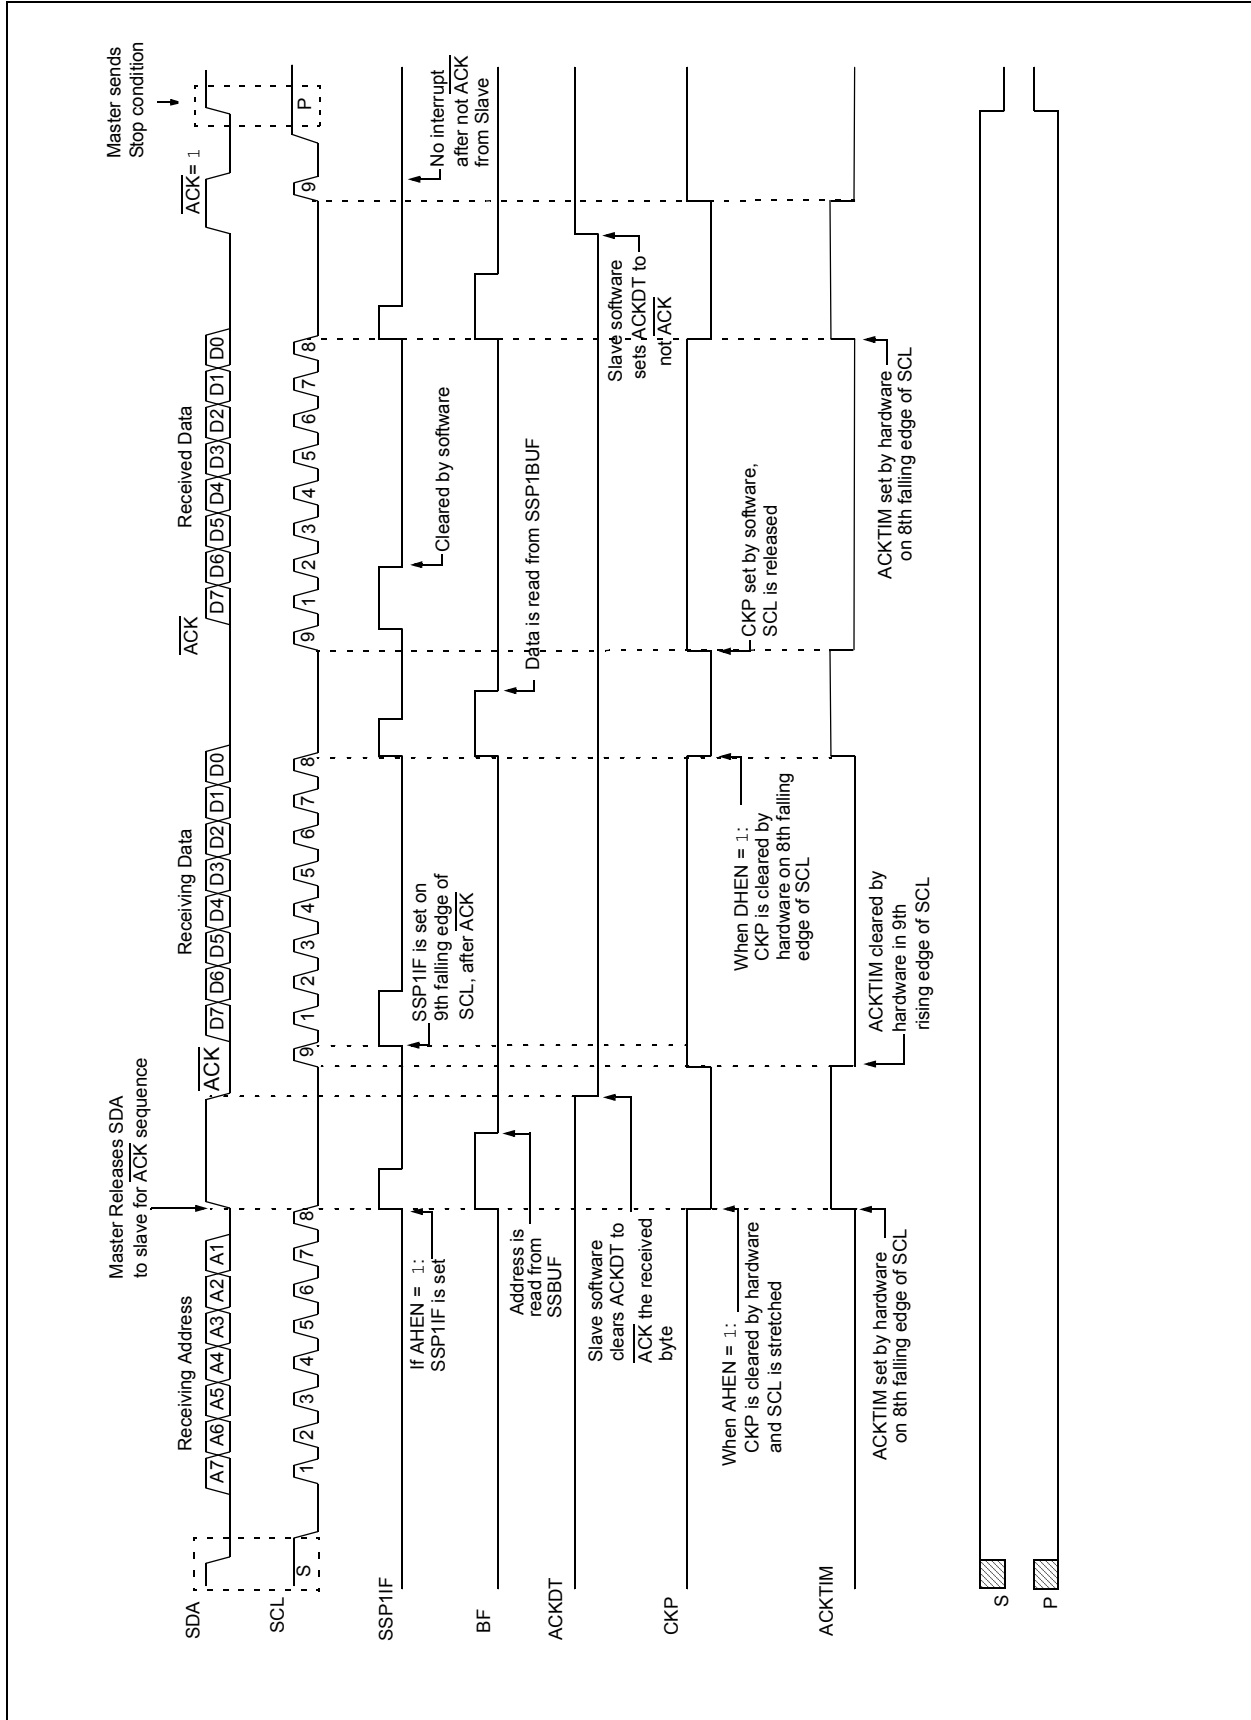 Master Releases SDA
to slave for ACK sequence
Master sends
Stop condition
Receiving Address
Receiving Data
Received Data
ACK
ACK
ACK= 1
SDA
A7 A6 A5 A4 A3 A2 A1
D7 D6 D5 D4 D3 D2 D1 D0
D7 D6 D5 D4 D3 D2 D1 D0
SCL
S
1 2 3 4 5 6 7 8
9
1 2 3 4 5 6 7 8
9
1 2 3 4 5 6 7 8
9
P
SSP1IF
If AHEN = 1:
SSP1IF is set
SSP1IF is set on
9th falling edge of
SCL, after ACK
Cleared by software
No interrupt
after not ACK
from Slave
BF
Address is
read from
SSBUF
Data is read from SSP1BUF
ACKDT
Slave software
clears ACKDT to
ACK the received
byte
Slave software
sets ACKDT to
not ACK
CKP
When AHEN = 1:
CKP is cleared by hardware
and SCL is stretched
When DHEN = 1:
CKP is cleared by
hardware on 8th falling
edge of SCL
CKP set by software,
SCL is released
ACKTIM
ACKTIM set by hardware
on 8th falling edge of SCL
ACKTIM cleared by
hardware in 9th
rising edge of SCL
ACKTIM set by hardware
on 8th falling edge of SCL
S
P